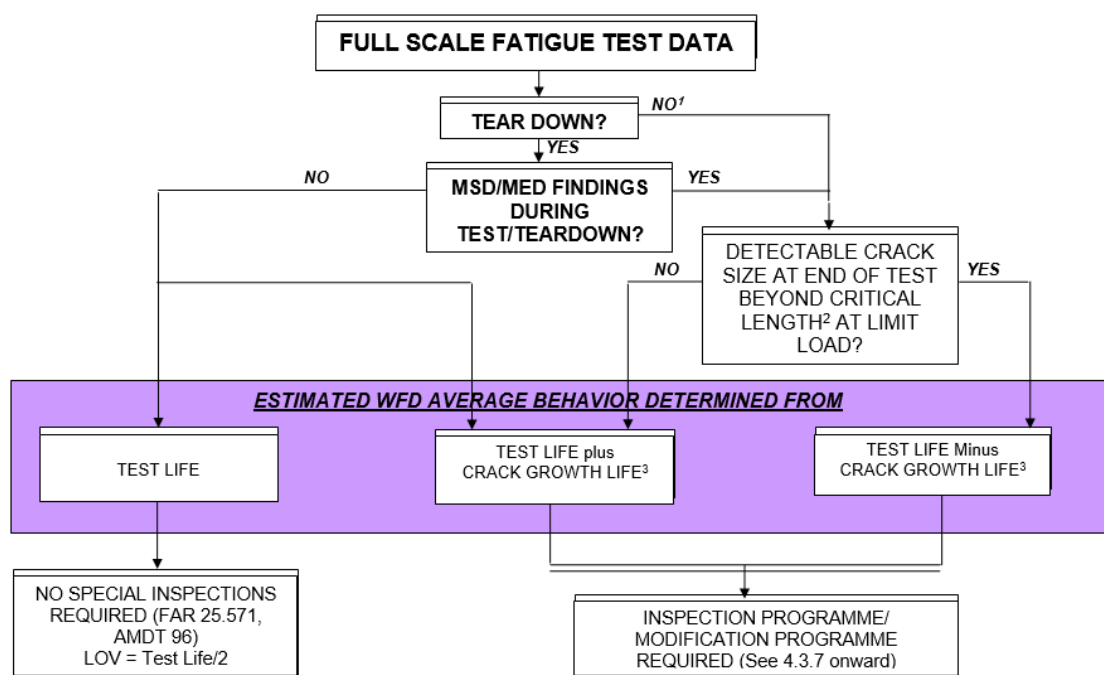 FULL SCALE FATIGUE TEST DATA
TEAR DOWN?
NO¹
YES
NO
MSD/MED FINDINGS
DURING
TEST/TEARDOWN?
YES
NO
DETECTABLE CRACK
SIZE AT END OF TEST
BEYOND CRITICAL
LENGTH² AT LIMIT
LOAD?
YES
ESTIMATED WFD AVERAGE BEHAVIOR DETERMINED FROM
TEST LIFE
TEST LIFE plus
CRACK GROWTH LIFE³
TEST LIFE Minus
CRACK GROWTH LIFE³
NO SPECIAL INSPECTIONS
REQUIRED (FAR 25.571,
AMDT 96)
LOV = Test Life/2
INSPECTION PROGRAMME/
MODIFICATION PROGRAMME
REQUIRED (See 4.3.7 onward)